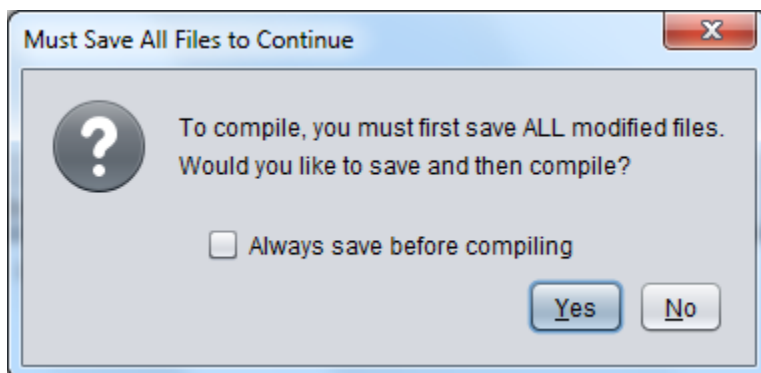 Must Save All Files to Continue
To compile, you must first save ALL modified files.
Would you like to save and then compile?
Always save before compiling
Yes No